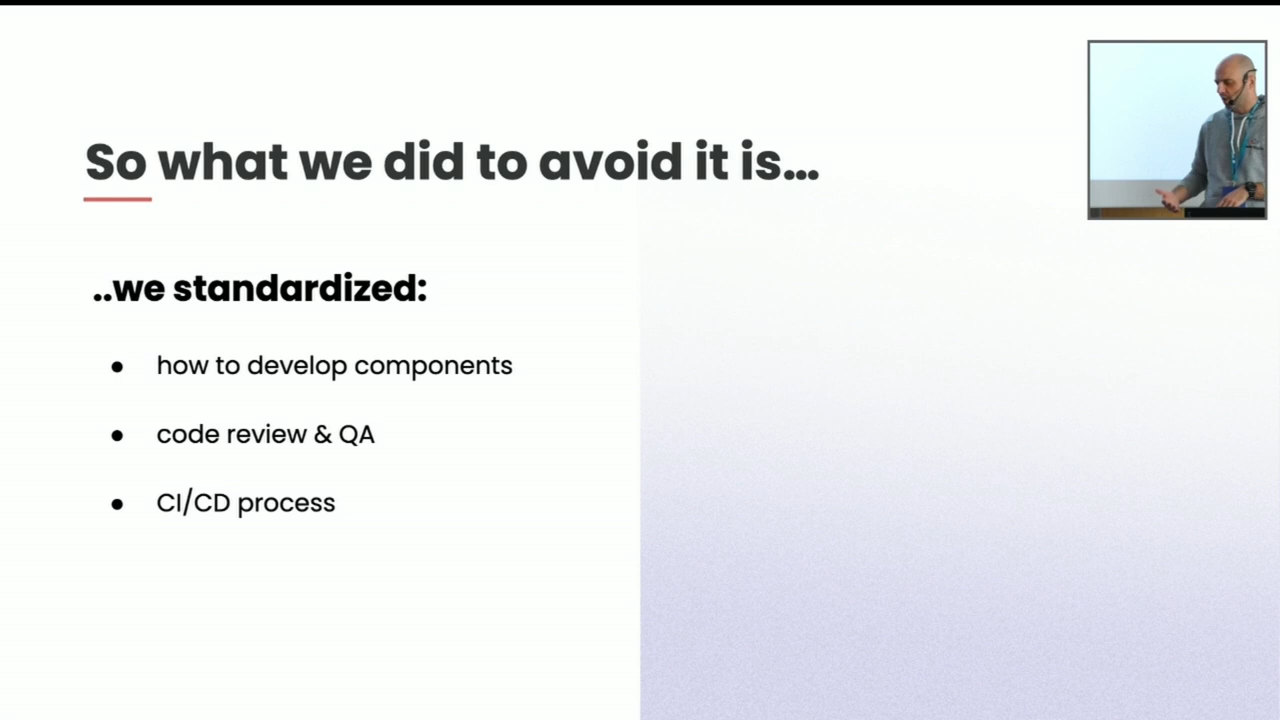 So what we did to avoid it is...
..we standardized:
● how to develop components
● code review & QA
● CI/CD process